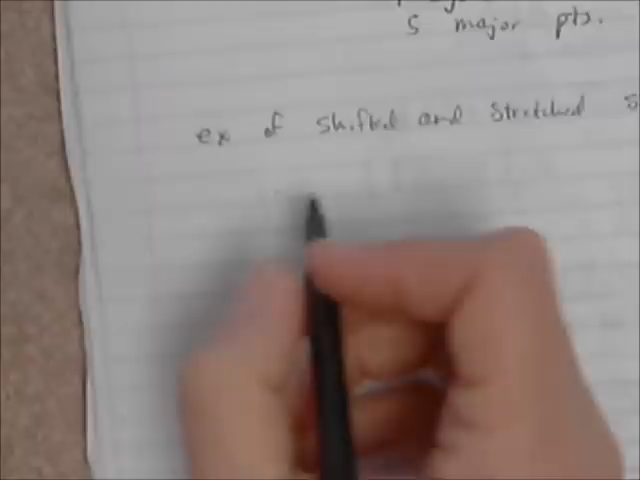 5 major pts.
ex of shifted and stretched s